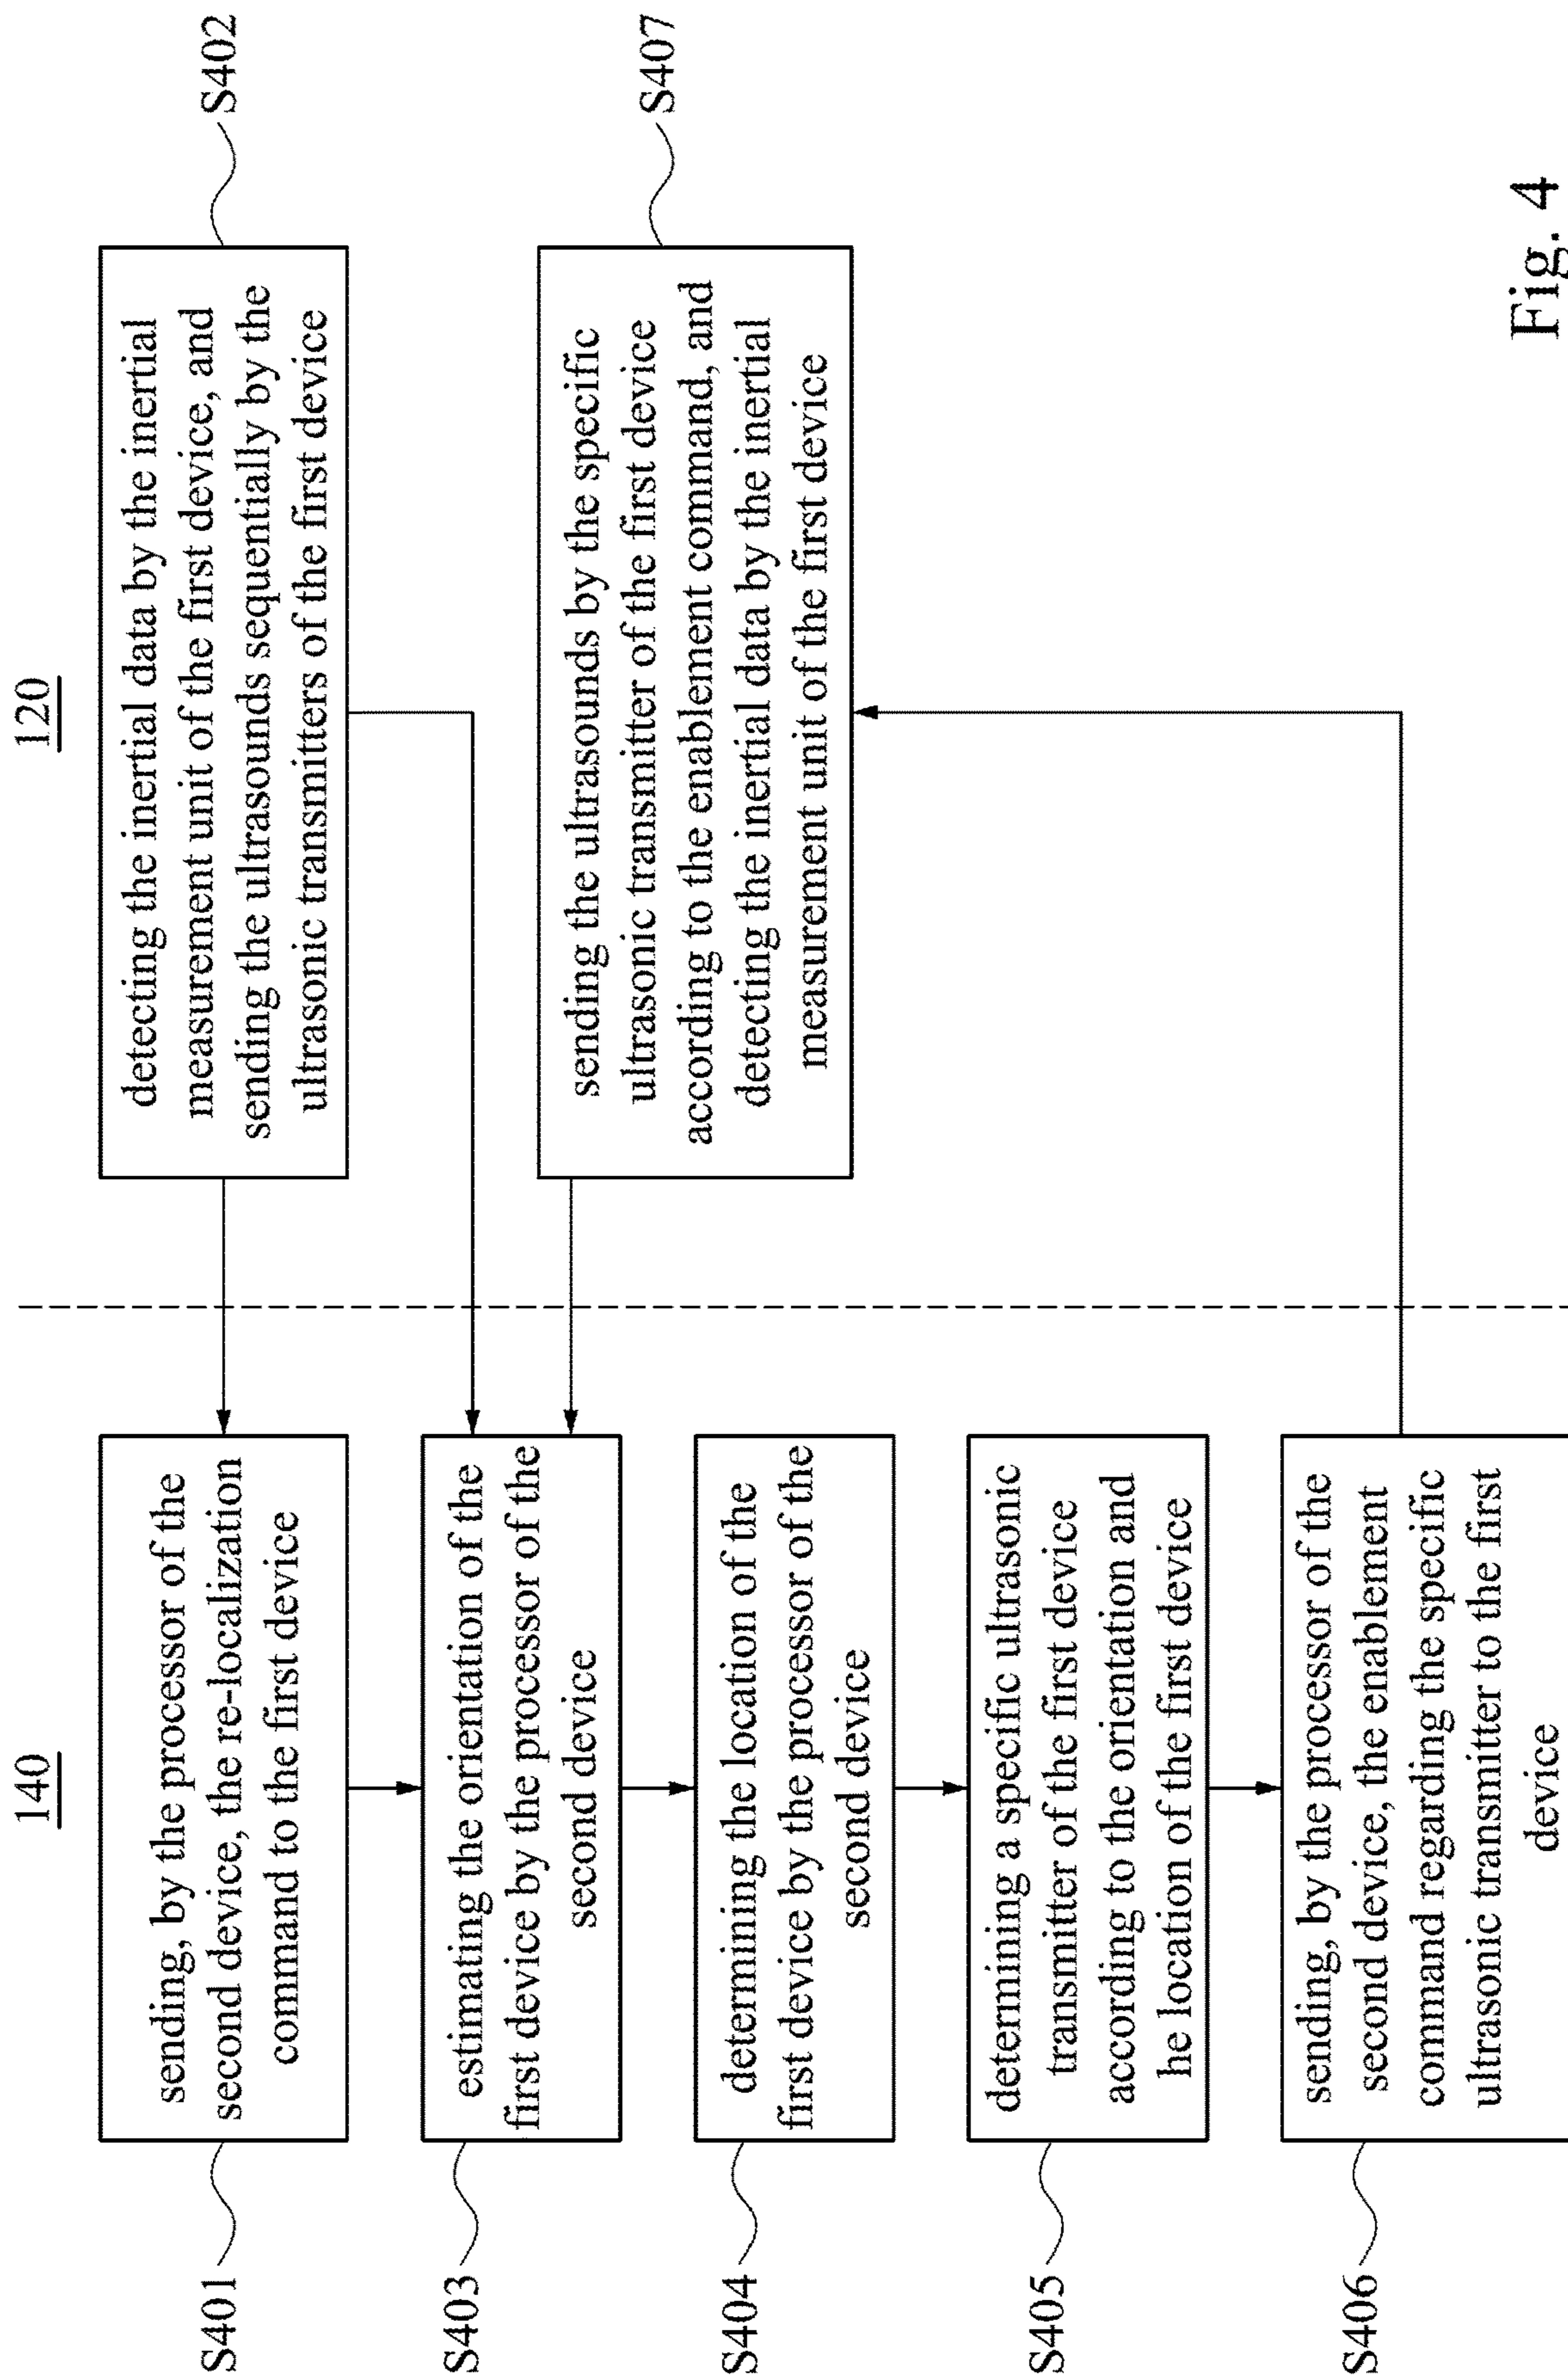 140
120
S401
sending, by the processor of the
second device, the re-localization
command to the first device
detecting the inertial data by the inertial
measurement unit of the first device, and
sending the ultrasounds sequentially by the
ultrasonic transmitters of the first device
S402
S403
estimating the orientation of the
first device by the processor of the
second device
S404
determining the location of the
first device by the processor of the
second device
sending the ultrasounds by the specific
ultrasonic transmitter of the first device
according to the enablement command, and
detecting the inertial data by the inertial
measurement unit of the first device
S407
S405
determining a specific ultrasonic
transmitter of the first device
according to the orientation and
he location of the first device
S406
sending, by the processor of the
second device, the enablement
command regarding the specific
ultrasonic transmitter to the first
device
Fig. 4